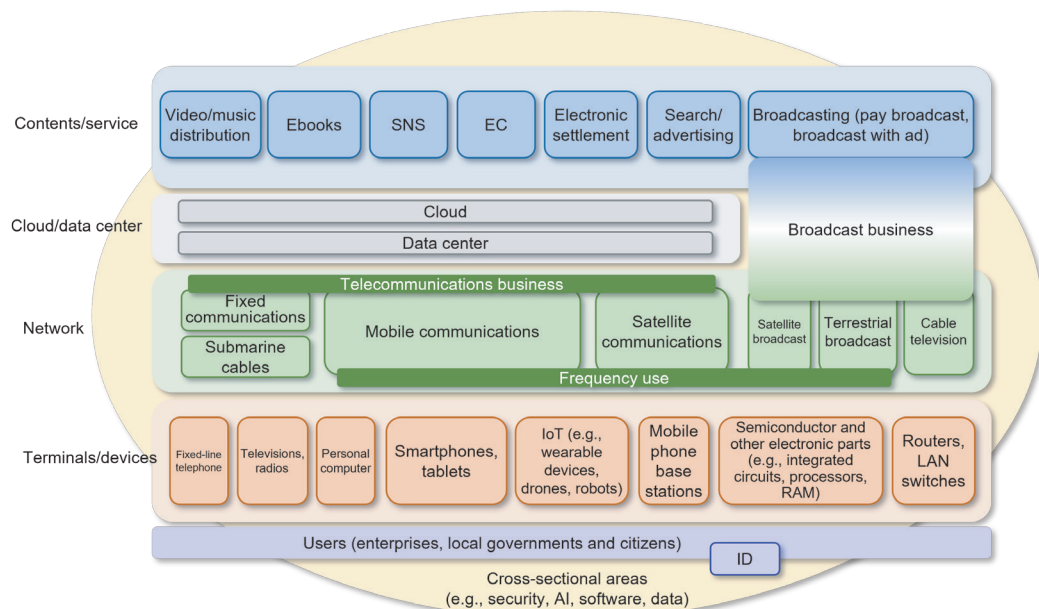 Contents/service
Video/music
distribution
Ebooks
SNS
EC
Electronic
settlement
Search/
advertising
Broadcasting (pay broadcast,
broadcast with ad)
Cloud/data center
Cloud
Data center
Broadcast business
Network
Telecommunications business
Fixed
communications
Submarine
cables
Mobile communications
Satellite
communications
Satellite
broadcast
Terrestrial
broadcast
Cable
television
Frequency use
Terminals/devices
Fixed-line
telephone
Televisions,
radios
Personal
computer
Smartphones,
tablets
IoT (e.g.,
wearable
devices,
drones, robots)
Mobile
phone
base
stations
Semiconductor and
other electronic parts
(e.g., integrated
circuits, processors,
RAM)
Routers,
LAN
switches
Users (enterprises, local governments and citizens)
ID
Cross-sectional areas
(e.g., security, AI, software, data)